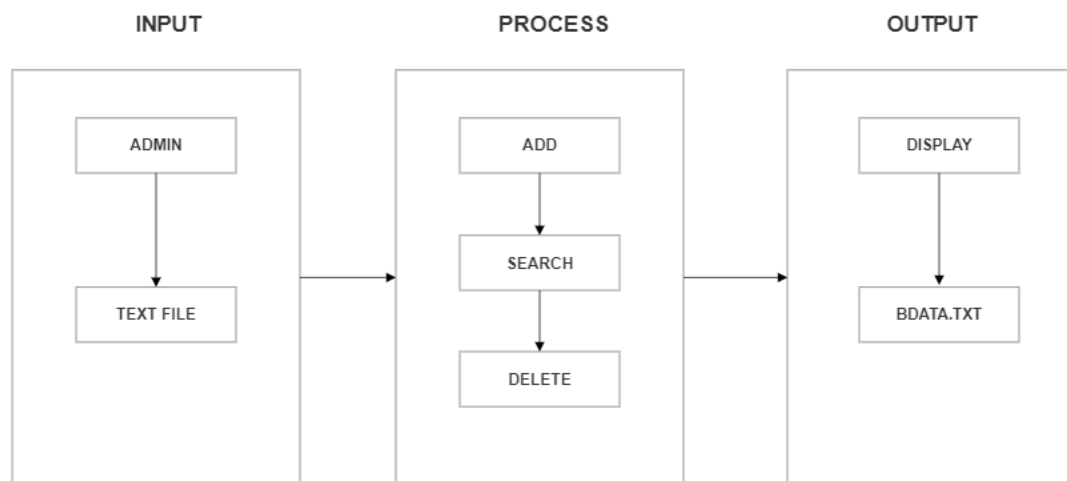 INPUT
PROCESS
OUTPUT
ADMIN
TEXT FILE
ADD
SEARCH
DELETE
DISPLAY
BDATA.TXT